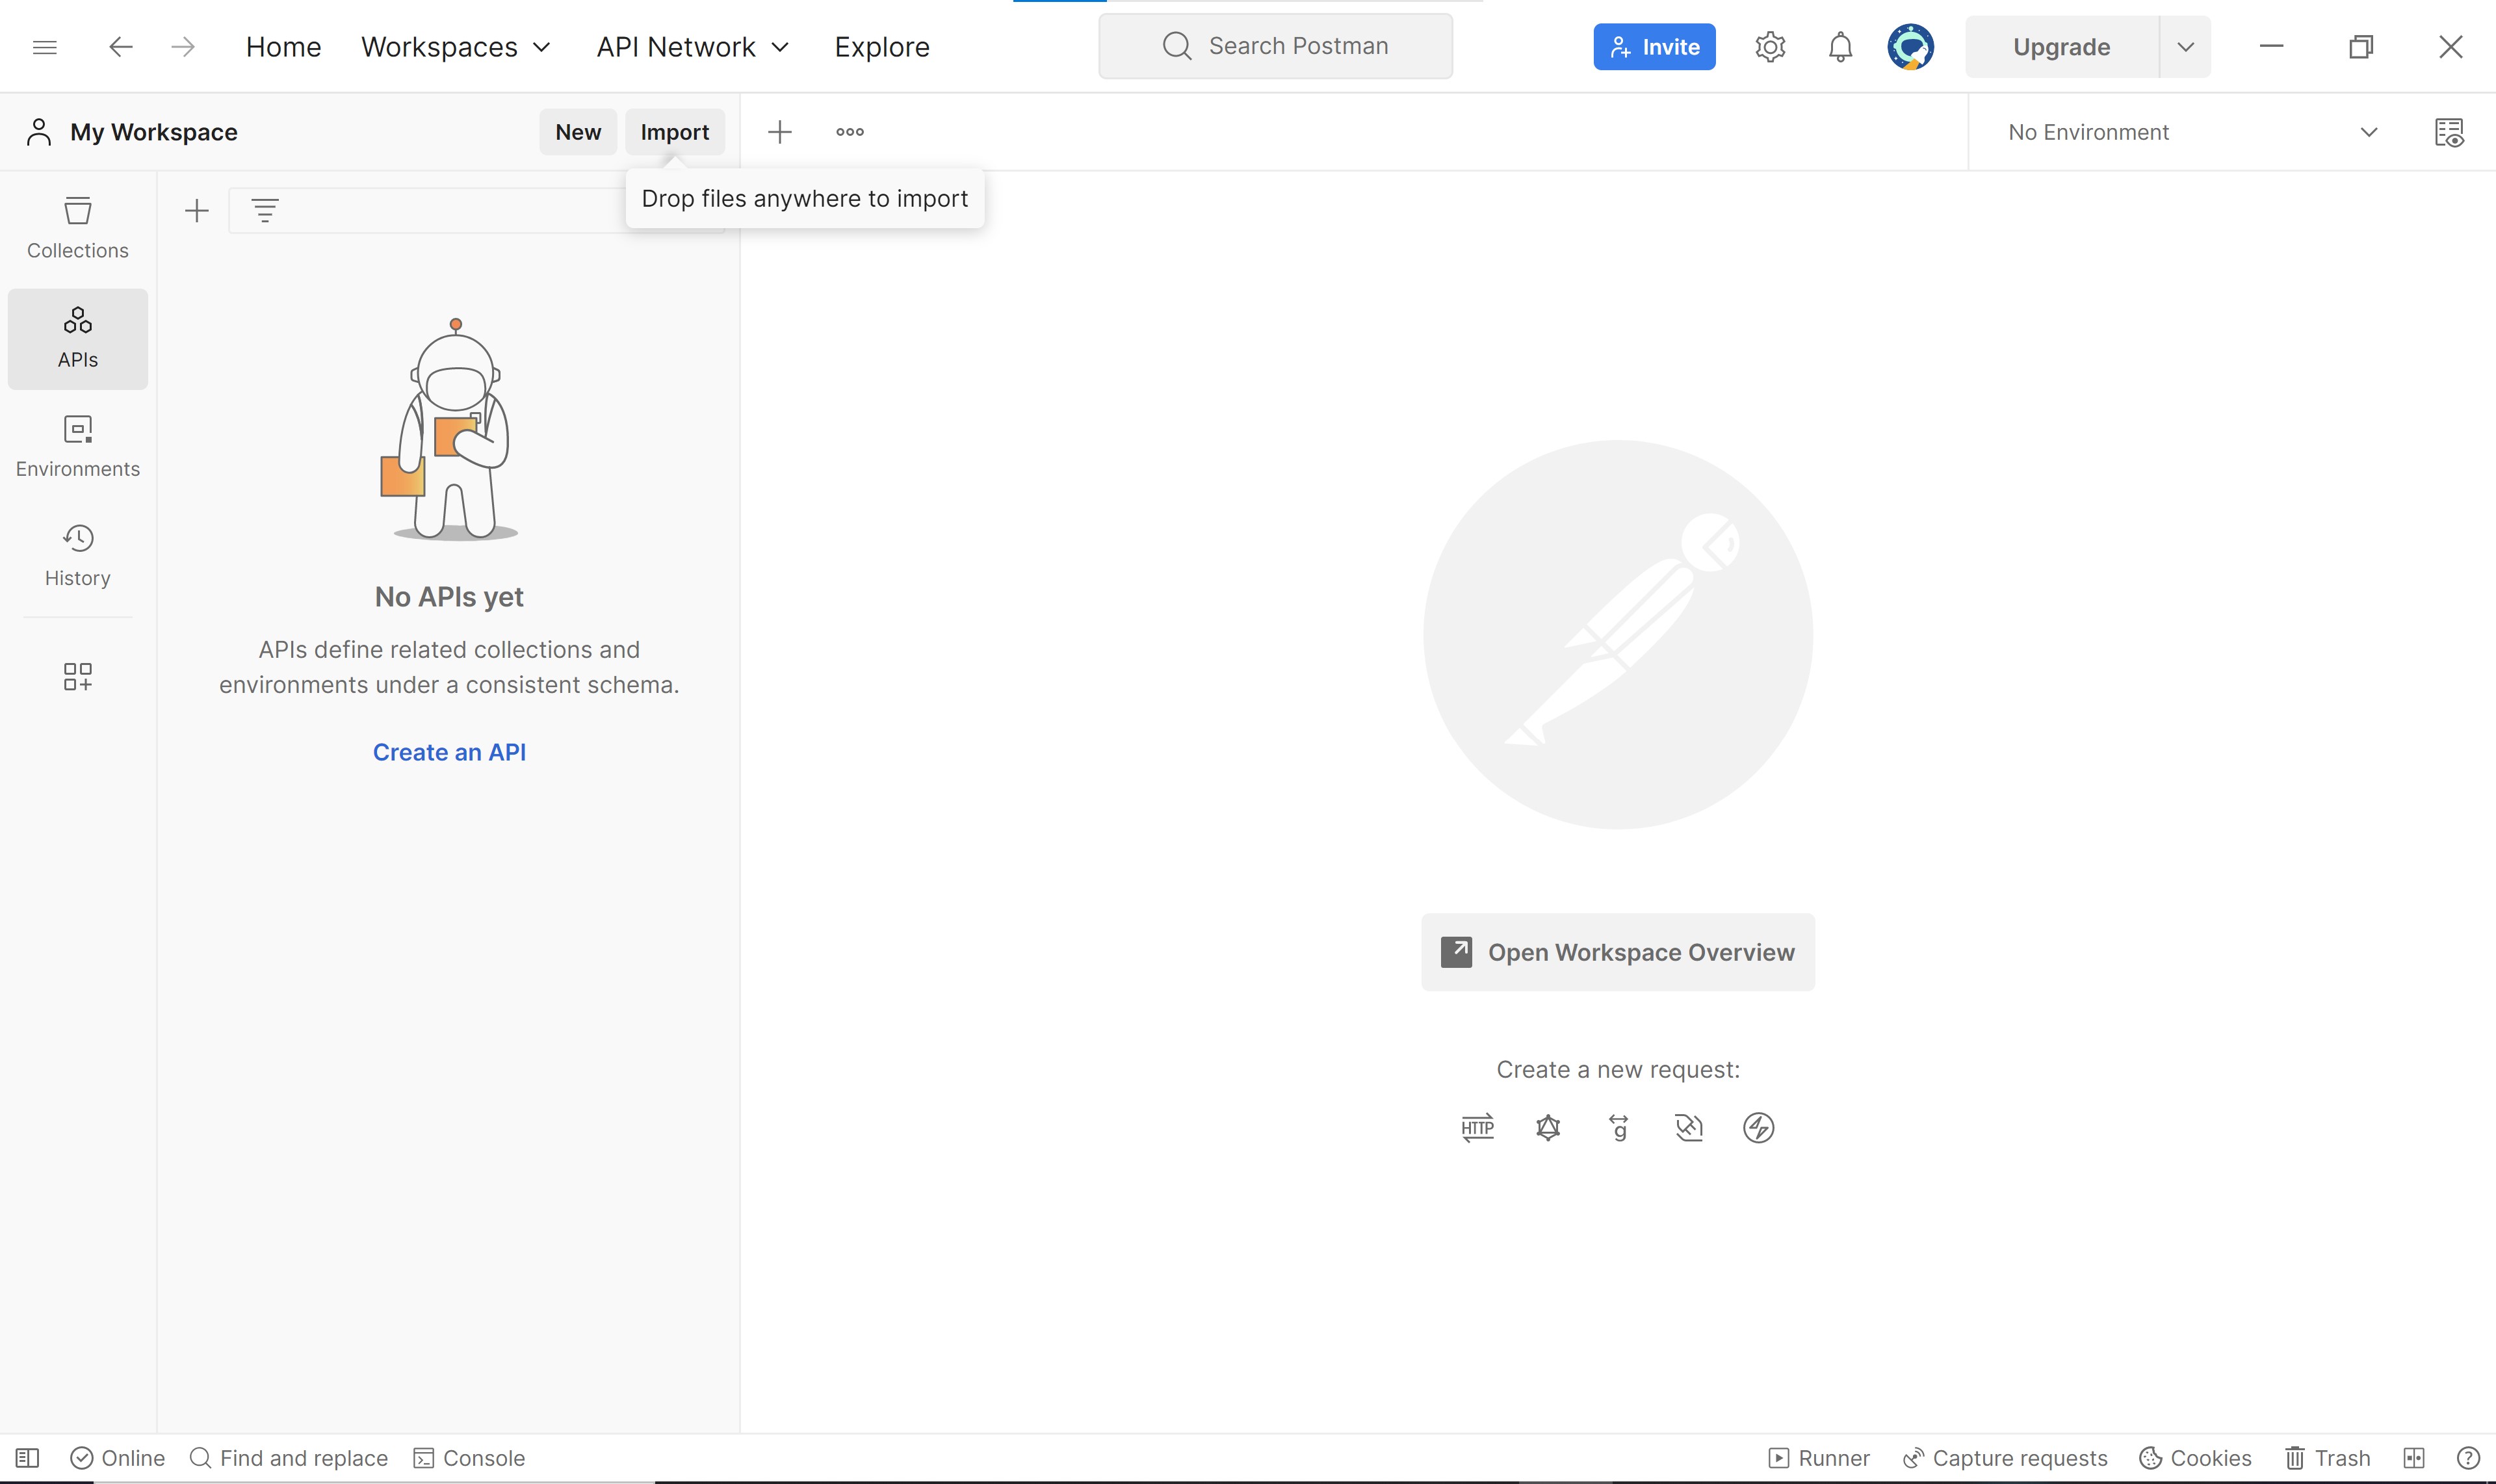 Home Workspaces API Network Explore Search Postman Invite Upgrade
My Workspace New Import No Environment
Drop files anywhere to import
Collections
APIs
Environments
History
No APIs yet
APIs define related collections and
environments under a consistent schema.
Create an API
Open Workspace Overview
Create a new request:
HTTP g
Online Find and replace Console Runner Capture requests Cookies Trash